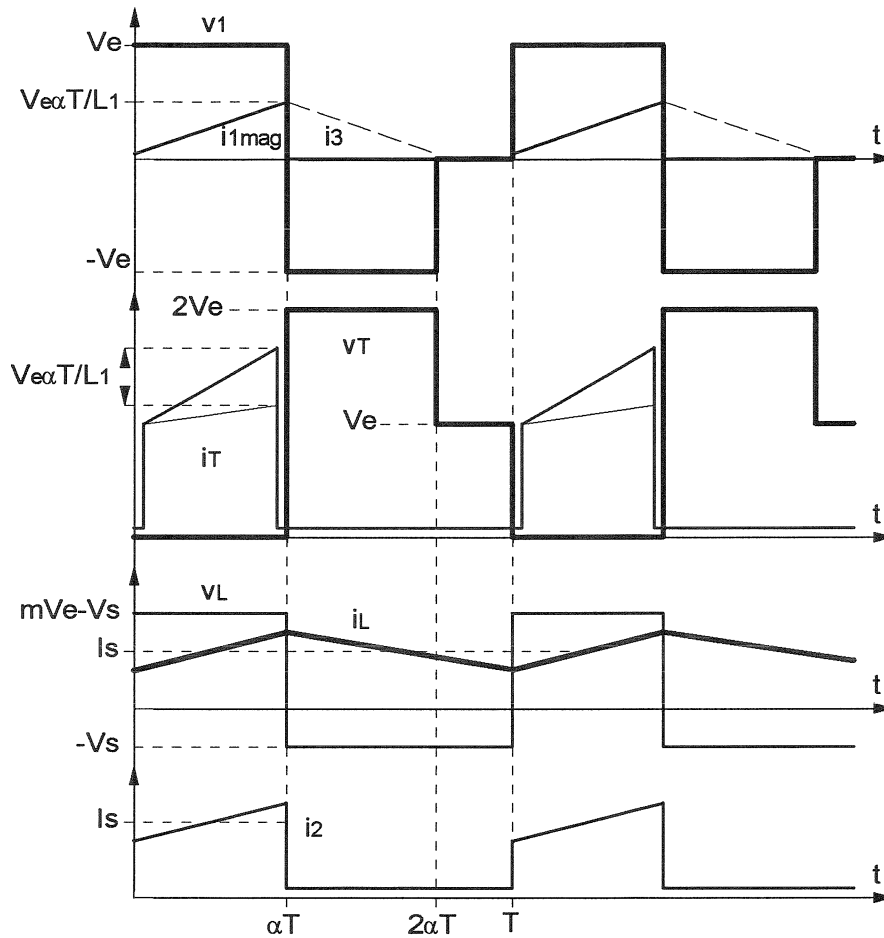 v1
Ve
VeαT/L1
i1mag
i3
t
-Ve
2Ve
vT
VeαT/L1
Ve
iT
t
vL
mVe-Vs
iL
Is
t
-Vs
Is
i2
t
αT
2αT
T